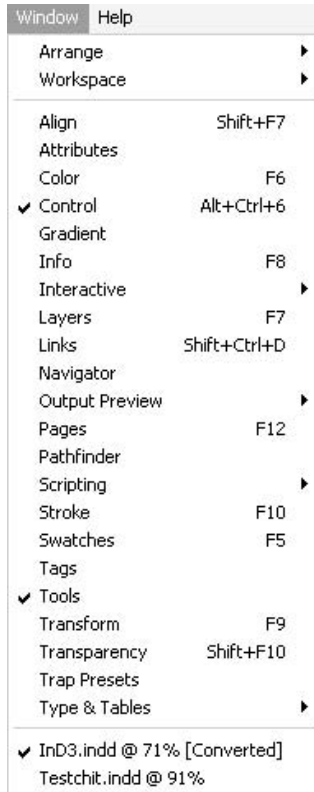 Window Help
Arrange
Workspace
Align Shift+F7
Attributes
Color F6
Control Alt+Ctrl+6
Gradient
Info F8
Interactive
Layers F7
Links Shift+Ctrl+D
Navigator
Output Preview
Pages F12
Pathfinder
Scripting
Stroke F10
Swatches F5
Tags
Tools
Transform F9
Transparency Shift+F10
Trap Presets
Type & Tables
InD3.indd @ 71% [Converted]
Testchit.indd @ 91%